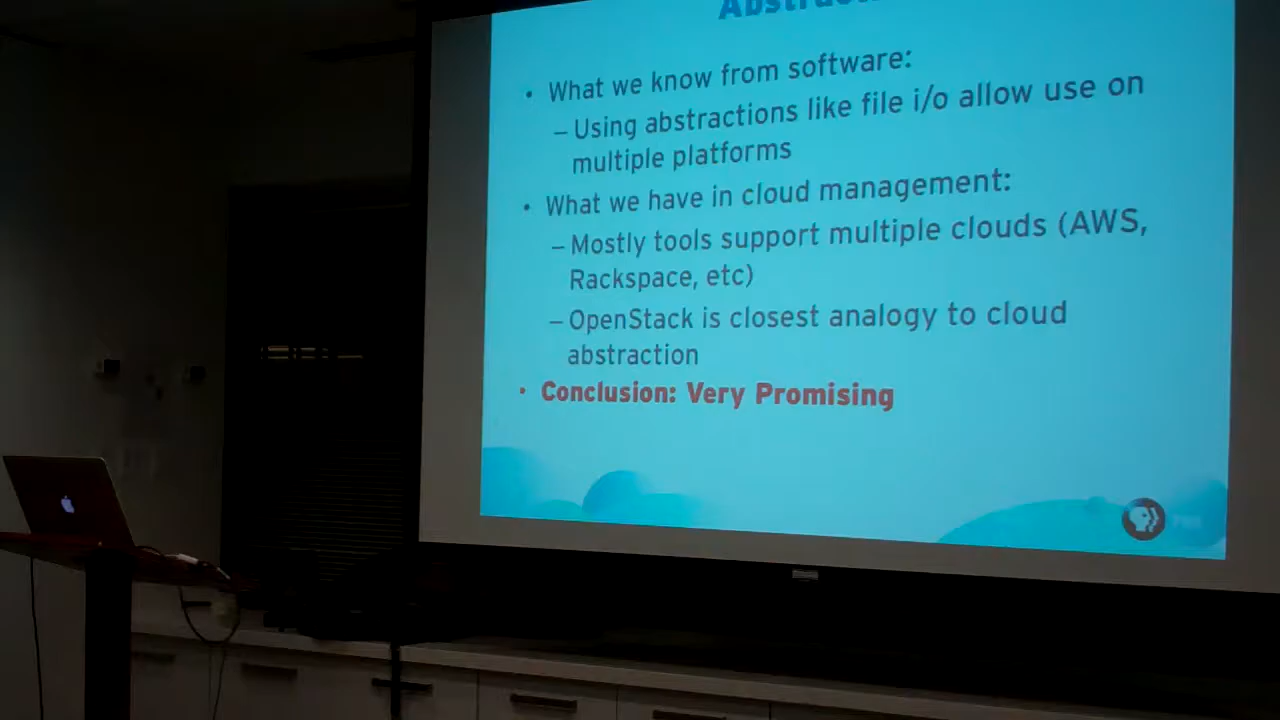 • What we know from software:
– Using abstractions like file i/o allow use on
multiple platforms
• What we have in cloud management:
– Mostly tools support multiple clouds (AWS,
Rackspace, etc)
– OpenStack is closest analogy to cloud
abstraction
• Conclusion: Very Promising